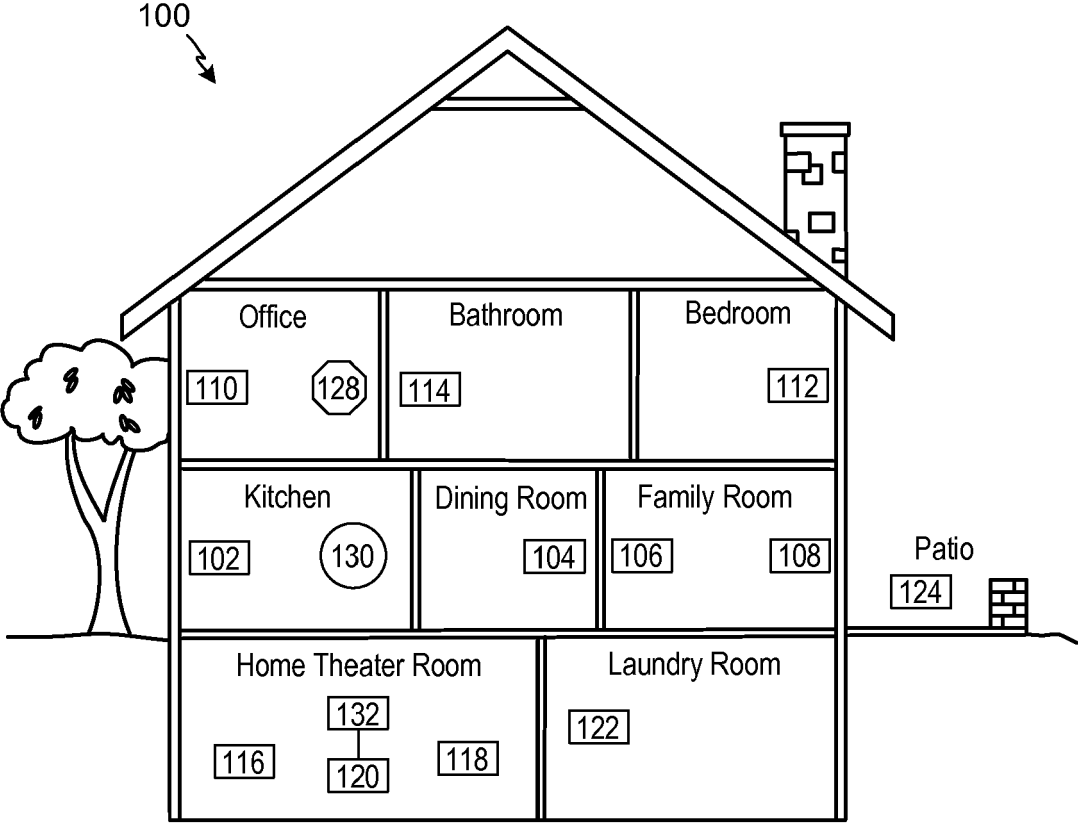 100
Office
Bathroom
Bedroom
110
128
114
112
Kitchen
Dining Room
Family Room
102
130
104
106
108
Patio
124
Home Theater Room
Laundry Room
132
122
116
120
118